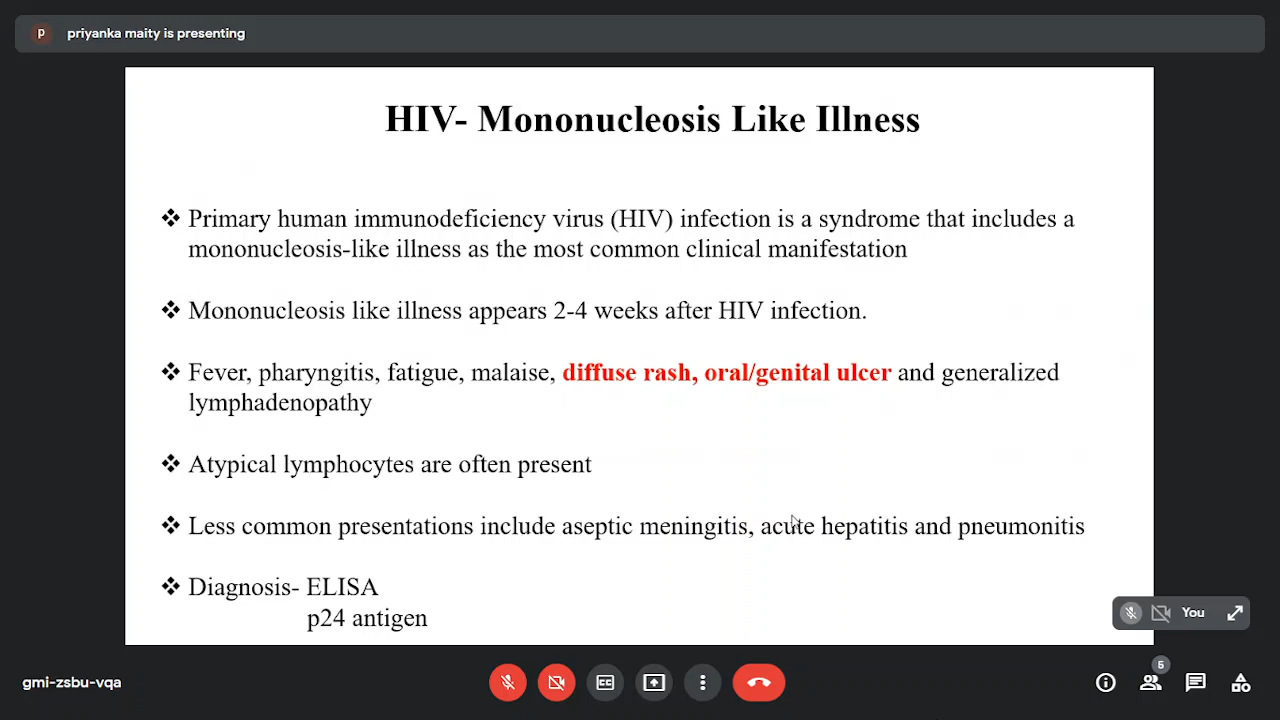 P
priyanka maity is presenting
HIV- Mononucleosis Like Illness
❖ Primary human immunodeficiency virus (HIV) infection is a syndrome that includes a
mononucleosis-like illness as the most common clinical manifestation
❖ Mononucleosis like illness appears 2-4 weeks after HIV infection.
❖ Fever, pharyngitis, fatigue, malaise, diffuse rash, oral/genital ulcer and generalized
lymphadenopathy
❖ Atypical lymphocytes are often present
❖ Less common presentations include aseptic meningitis, acute hepatitis and pneumonitis
❖ Diagnosis- ELISA
p24 antigen
You
gmi-zsbu-vqa
CC
5